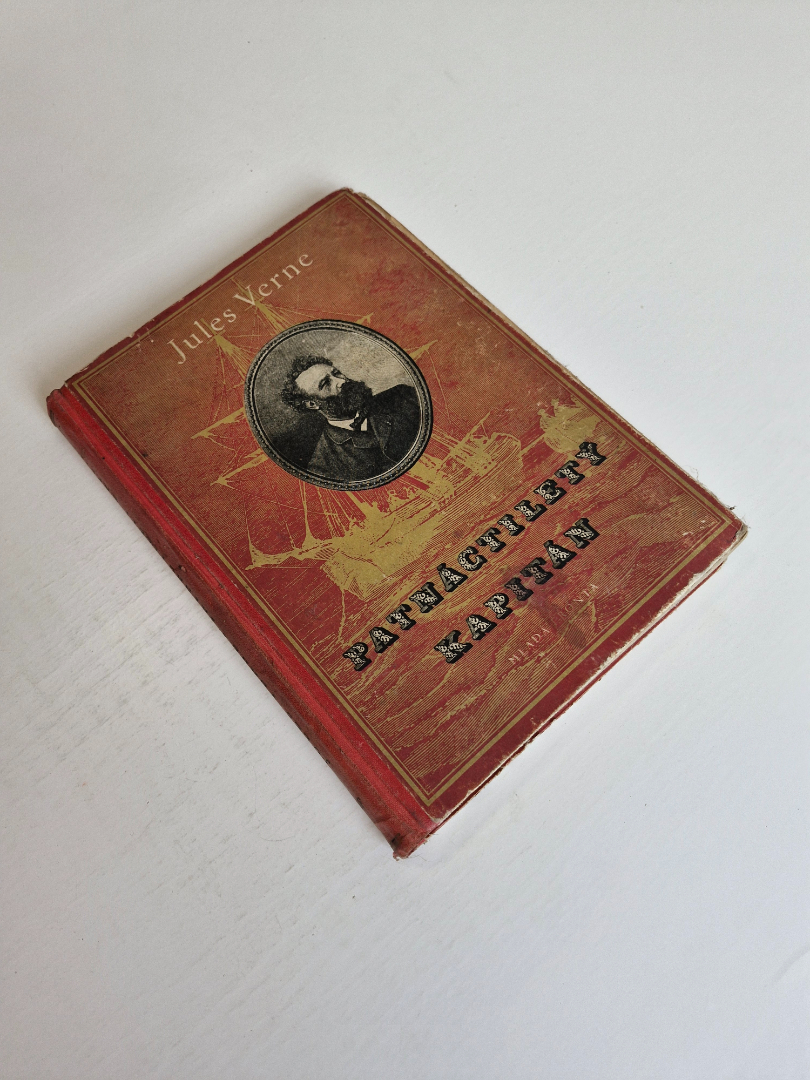 Jules Verne
PATNÁCTILETÝ
KAPITÁN
MLADÁ FRONTA